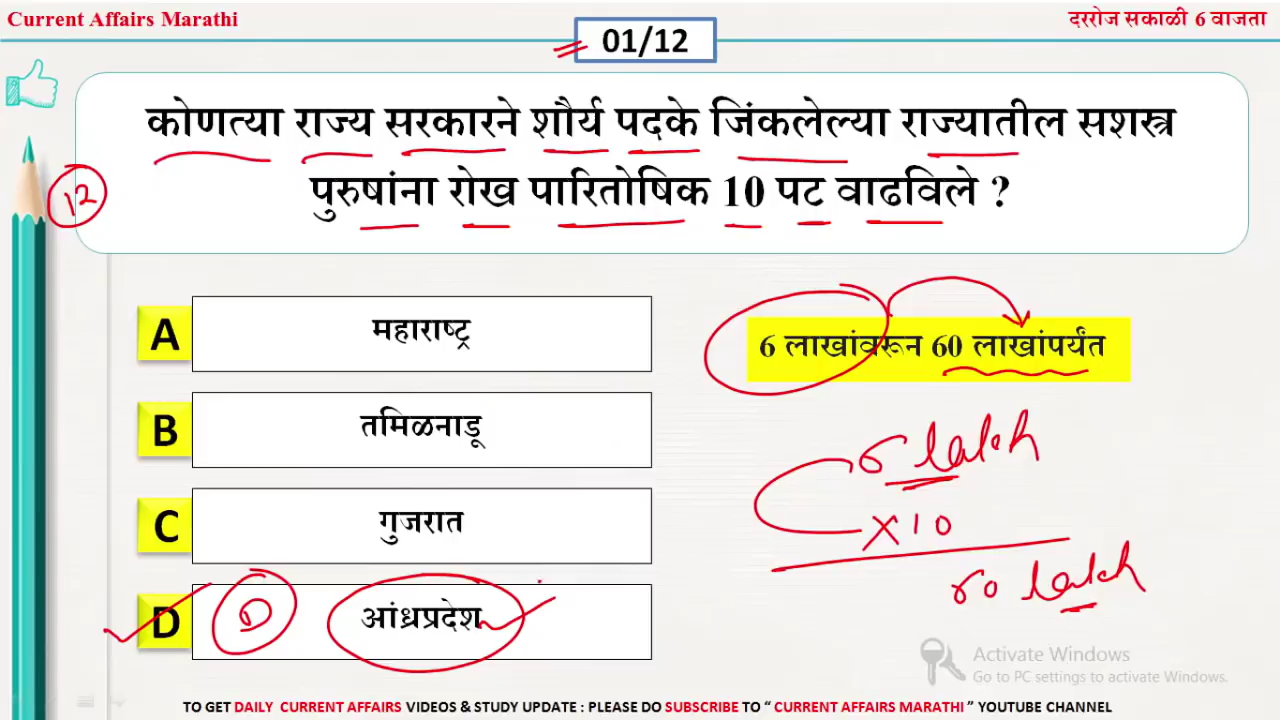 Current Affairs Marathi
दररोज सकाळी 6 वाजता
01/12
कोणत्या राज्य सरकारने शौर्य पदके जिंकलेल्या राज्यातील सशस्त्र
पुरुषांना रोख पारितोषिक 10 पट वाढविले ?
12
A महाराष्ट्र
6 लाखांवरून 60 लाखांपर्यंत
B तमिळनाडू
6 lakh
C गुजरात
X10
60 lakh
D D आंध्रप्रदेश
Activate Windows
Go to PC settings to activate Windows.
TO GET DAILY CURRENT AFFAIRS VIDEOS & STUDY UPDATE : PLEASE DO SUBSCRIBE TO “ CURRENT AFFAIRS MARATHI ” YOUTUBE CHANNEL